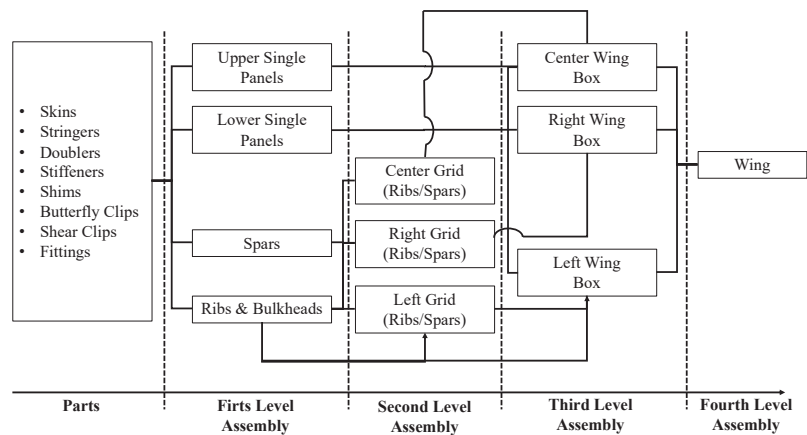 • Skins
• Stringers
• Doublers
• Stiffeners
• Shims
• Butterfly Clips
• Shear Clips
• Fittings
Upper Single
Panels
Lower Single
Panels
Spars
Ribs & Bulkheads
Center Grid
(Ribs/Spars)
Right Grid
(Ribs/Spars)
Left Grid
(Ribs/Spars)
Center Wing
Box
Right Wing
Box
Left Wing
Box
Wing
Parts
Firts Level
Assembly
Second Level
Assembly
Third Level
Assembly
Fourth Level
Assembly